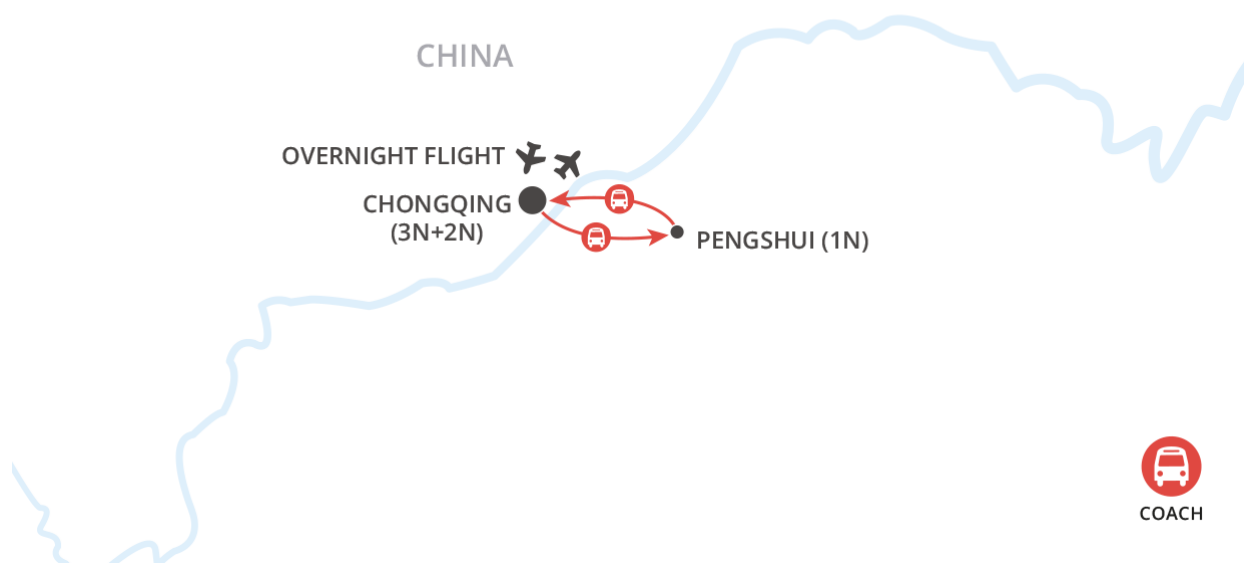 CHINA
OVERNIGHT FLIGHT
CHONGQING
(3N+2N)
PENGSHUI (1N)
COACH